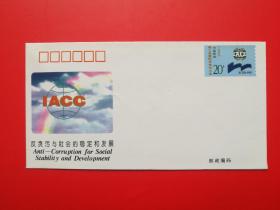 IACC
20分
IACC
反贪污与社会的稳定和发展
Anti—Corruption for Social
Stability and Development
邮政编码